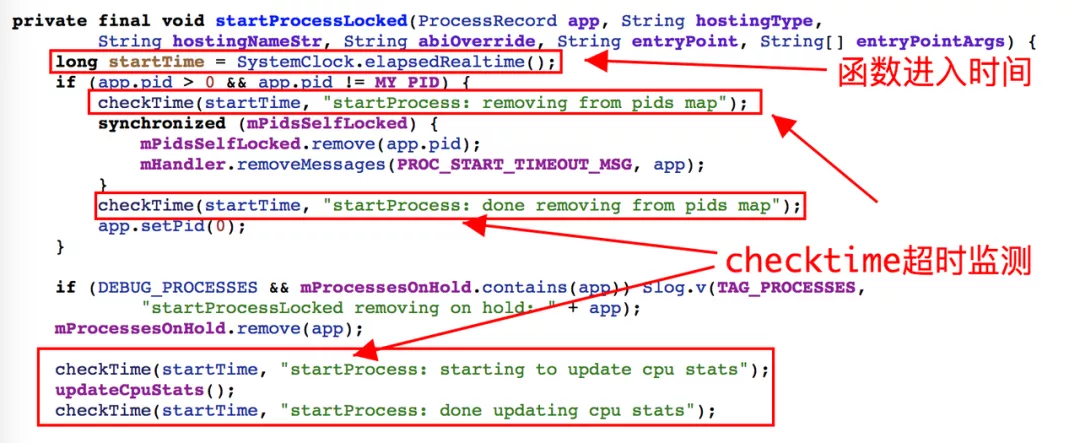 private final void startProcessLocked(ProcessRecord app, String hostingType,
String hostingNameStr, String abiOverride, String entryPoint, String[] entryPointArgs) {
long startTime = SystemClock.elapsedRealtime();
函数进入时间
if (app.pid > 0 && app.pid != MY_PID) {
checkTime(startTime, "startProcess: removing from pids map");
synchronized (mPidsSelfLocked) {
mPidsSelfLocked.remove(app.pid);
mHandler.removeMessages(PROC_START_TIMEOUT_MSG, app);
}
checkTime(startTime, "startProcess: done removing from pids map");
app.setPid(0);
}
checktime超时监测
if (DEBUG_PROCESSES && mProcessesOnHold.contains(app)) Slog.v(TAG_PROCESSES,
"startProcessLocked removing on hold: " + app);
mProcessesOnHold.remove(app);
checkTime(startTime, "startProcess: starting to update cpu stats");
updateCpuStats();
checkTime(startTime, "startProcess: done updating cpu stats");